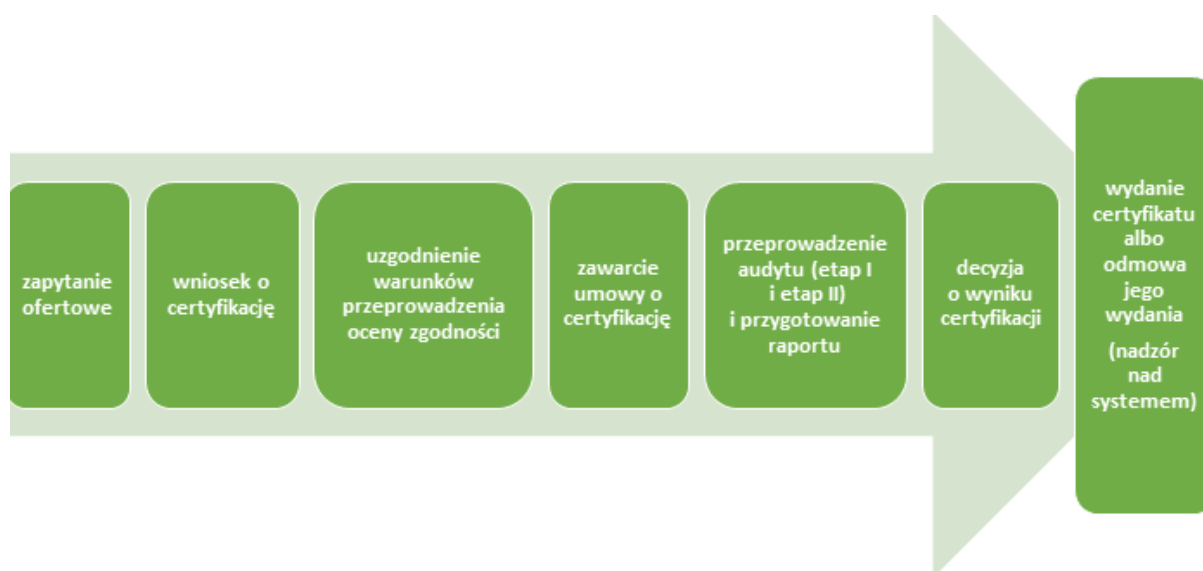 zapytanie
ofertowe
wniosek o
certyfikację
uzgodnienie
warunków
przeprowadzenia
oceny zgodności
zawarcie
umowy o
certyfikację
przeprowadzenie
audytu (etap I
i etap II)
i przygotowanie
raportu
decyzja
o wyniku
certyfikacji
wydanie
certyfikatu
albo
odmowa
jego
wydania
(nadzór
nad
systemem)